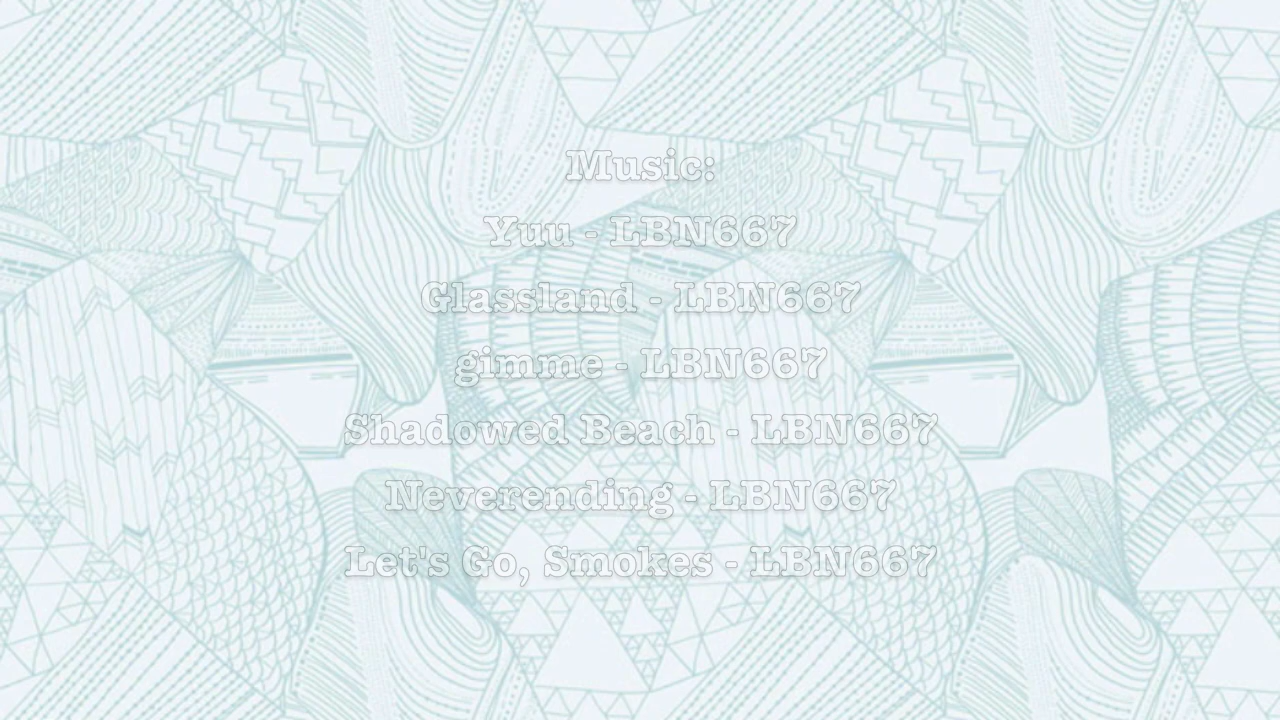 Music:
Yuu - LBN667
Glassland - LBN667
gimme - LBN667
Shadowed Beach - LBN667
Neverending - LBN667
Let's Go, Smokes - LBN667